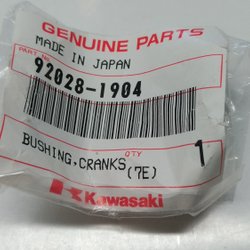 GENUINE PARTS
MADE IN JAPAN
PART No.
92028-1904
BUSHING,CRANKS
QTY
(7E)
1
Kawasaki